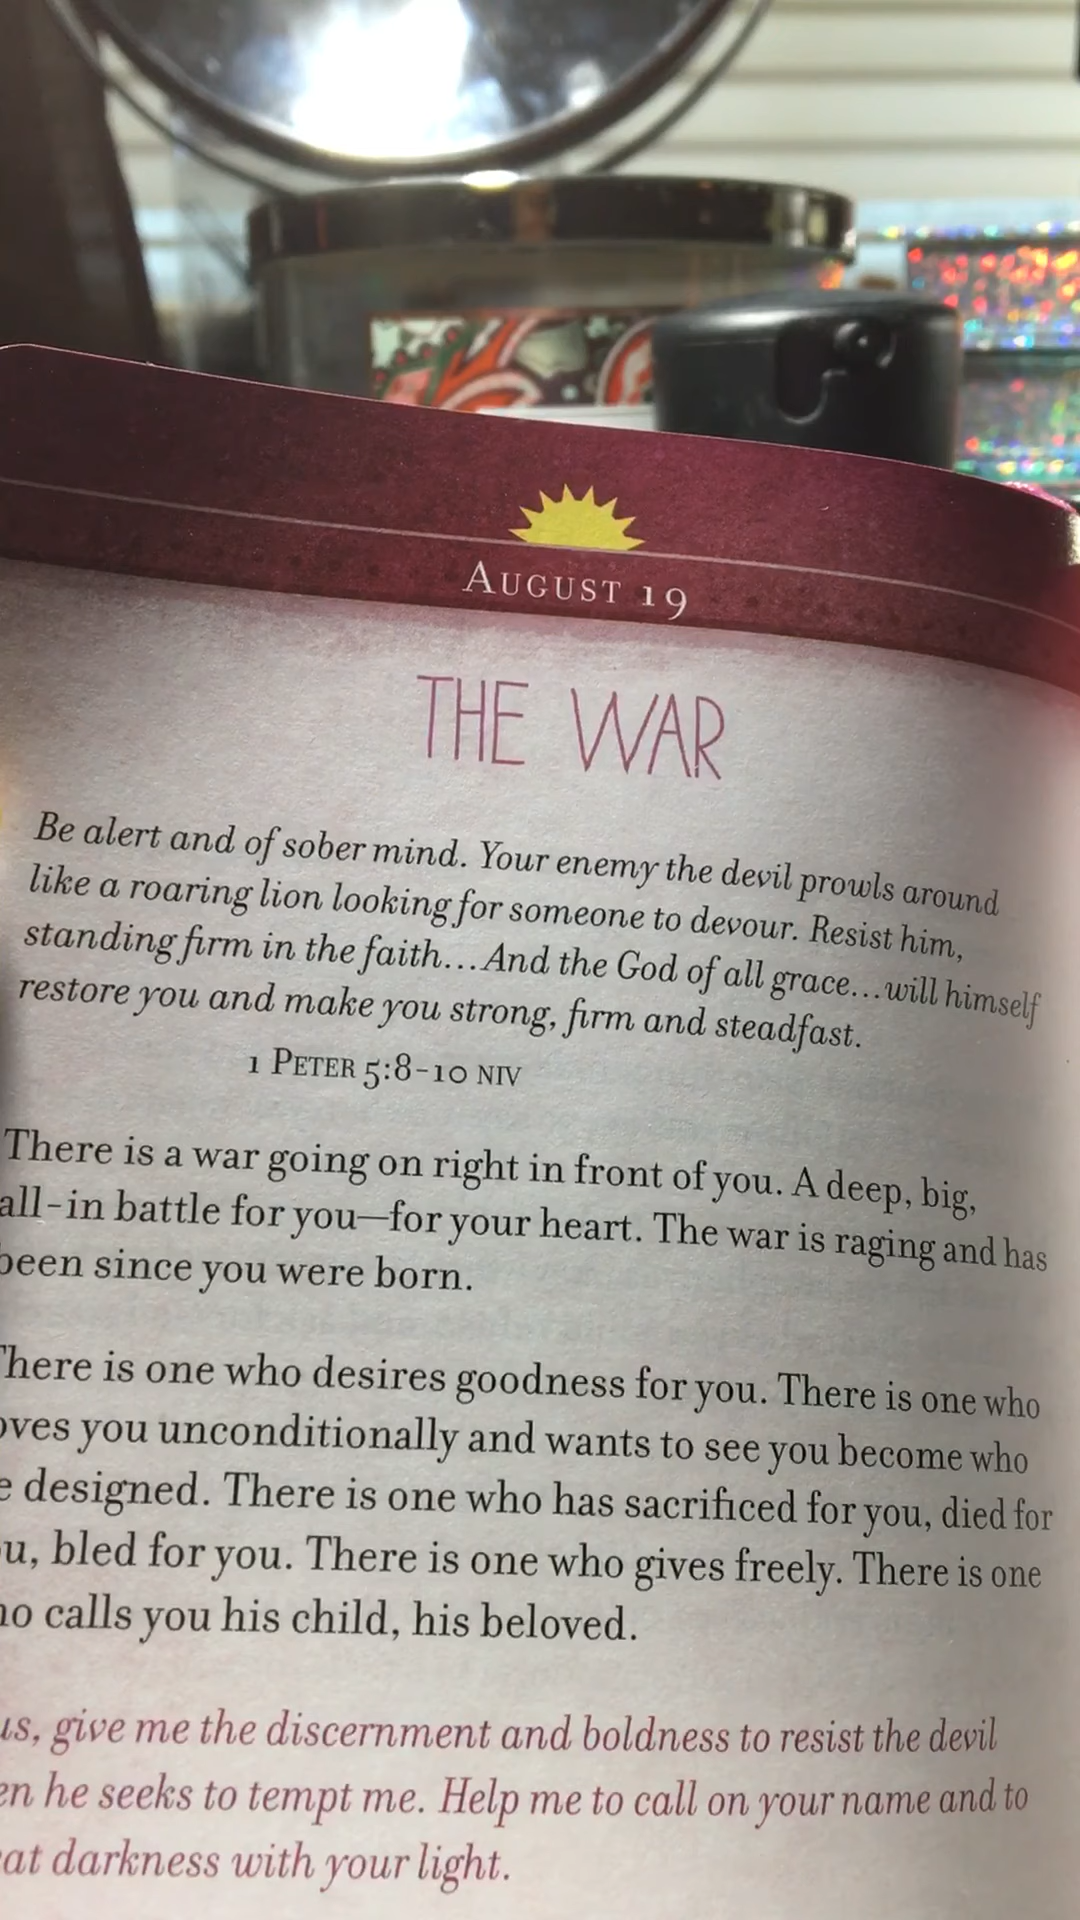 August 19
THE WAR
Be alert and of sober mind. Your enemy the devil prowls around
like a roaring lion looking for someone to devour. Resist him,
standing firm in the faith...And the God of all grace...will himself
restore you and make you strong, firm and steadfast.
1 Peter 5:8-10 NIV
There is a war going on right in front of you. A deep, big,
all-in battle for you—for your heart. The war is raging and has
been since you were born.
There is one who desires goodness for you. There is one who
oves you unconditionally and wants to see you become who
e designed. There is one who has sacrificed for you, died for
ou, bled for you. There is one who gives freely. There is one
ho calls you his child, his beloved.
us, give me the discernment and boldness to resist the devil
en he seeks to tempt me. Help me to call on your name and to
eat darkness with your light.